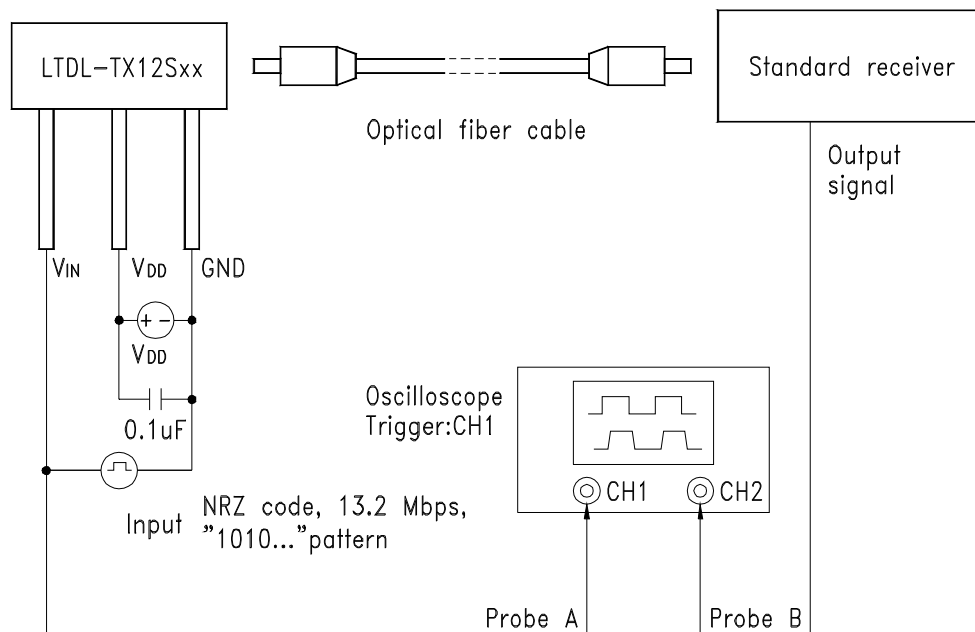 LTDL-TX12Sxx
Standard receiver
Optical fiber cable
Output
signal
VIN
VDD
GND
+ -
VDD
0.1uF
Oscilloscope
Trigger:CH1
CH1
CH2
Input
NRZ code, 13.2 Mbps,
”1010...”pattern
Probe A
Probe B